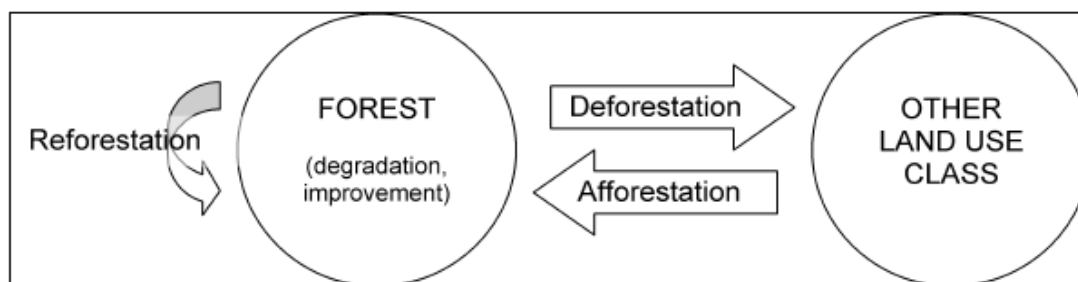 Reforestation
FOREST
(degradation,
improvement)
Deforestation
Afforestation
OTHER
LAND USE
CLASS